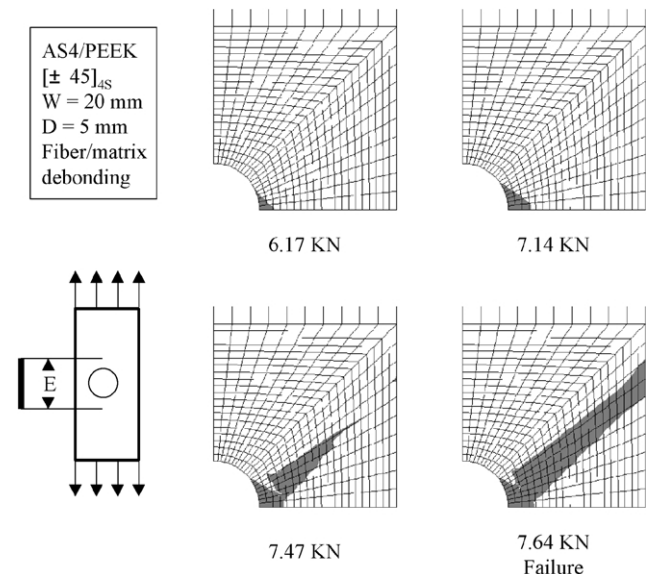 AS4/PEEK
[± 45]4S
W = 20 mm
D = 5 mm
Fiber/matrix
debonding
6.17 KN
7.14 KN
E
7.47 KN
7.64 KN
Failure